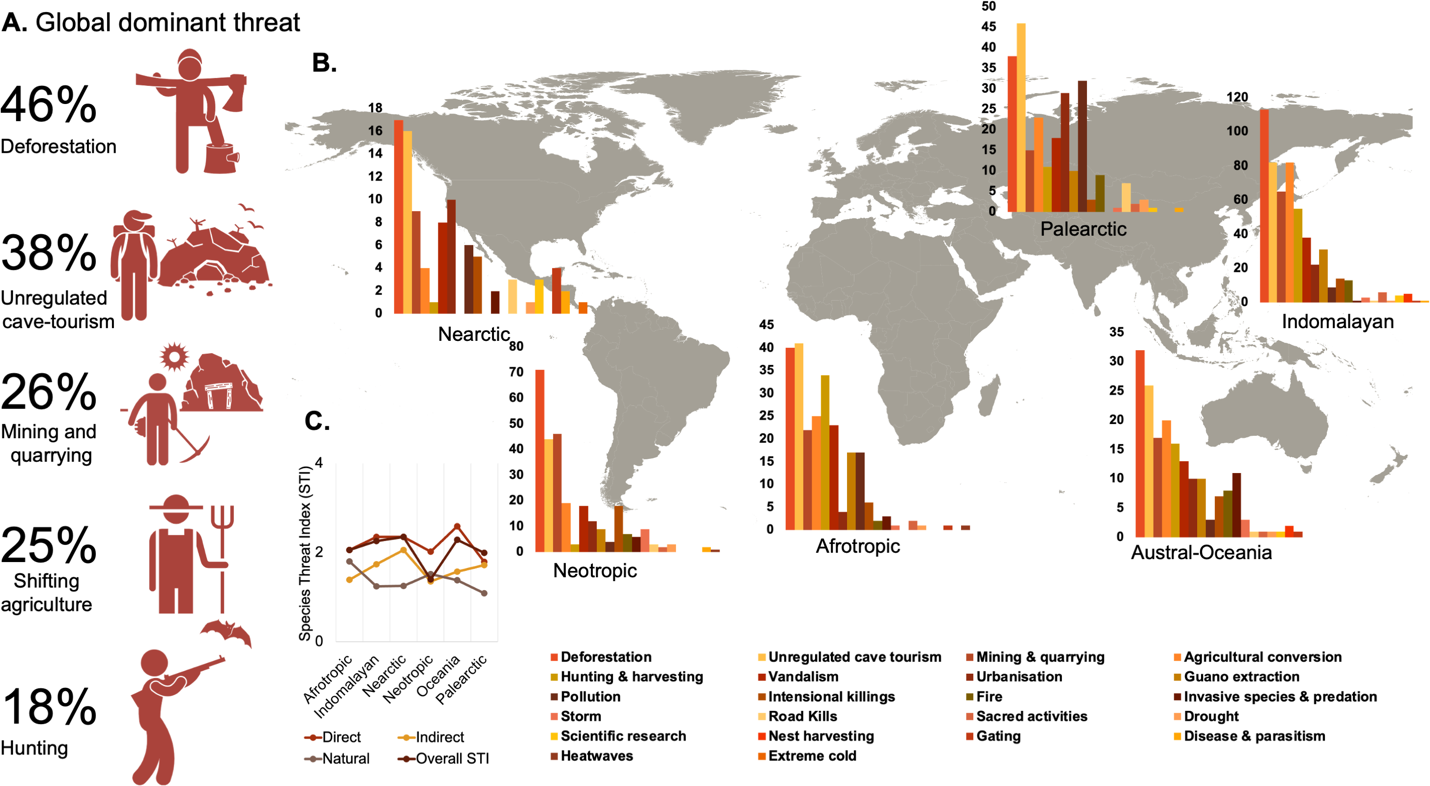 A. Global dominant threat
46%
Deforestation
38%
Unregulated
cave-tourism
26%
Mining and
quarrying
25%
Shifting
agriculture
18%
Hunting
B.
18
16
14
12
10
8
6
4
2
0
Nearctic
80
70
60
50
40
30
20
10
0
Neotropic
45
40
35
30
25
20
15
10
5
0
Afrotropic
50
45
40
35
30
25
20
15
10
5
0
Palearctic
120
100
80
60
40
20
0
Indomalayan
35
30
25
20
15
10
5
0
Austral-Oceania
C.
Species Threat Index (STI)
4
2
0
Afrotropic
Indomalayan
Nearctic
Neotropic
Oceania
Palearctic
Direct Indirect
Natural Overall STI
Deforestation Unregulated cave tourism Mining & quarrying Agricultural conversion
Hunting & harvesting Vandalism Urbanisation Guano extraction
Pollution Intensional killings Fire Invasive species & predation
Storm Road Kills Sacred activities Drought
Scientific research Nest harvesting Gating Disease & parasitism
Heatwaves Extreme cold